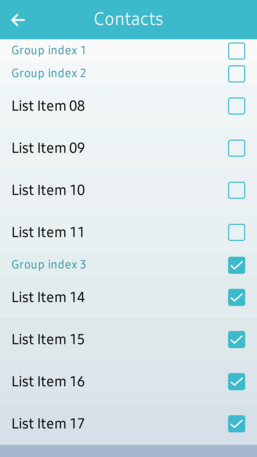 Contacts
Group index 1
Group index 2
List Item 08
List Item 09
List Item 10
List Item 11
Group index 3
List Item 14
List Item 15
List Item 16
List Item 17